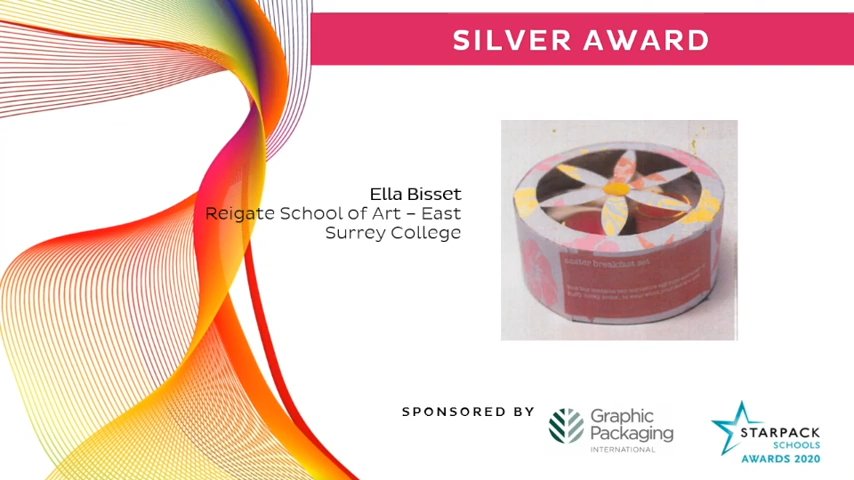 SILVER AWARD
Ella Bisset
Reigate School of Art – East
Surrey College
easter breakfast set
SPONSORED BY
Graphic
Packaging
INTERNATIONAL
STARPACK
SCHOOLS
AWARDS 2020